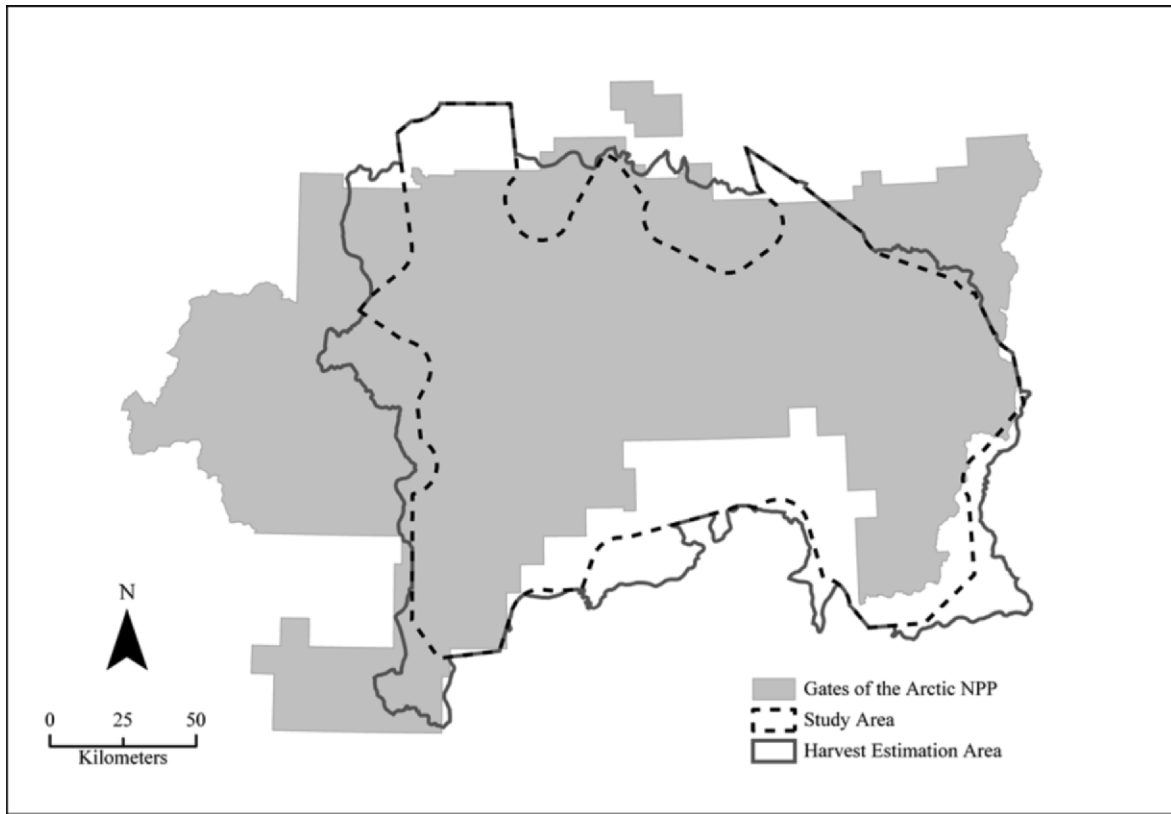 N
0 25 50
Kilometers
Gates of the Arctic NPP
Study Area
Harvest Estimation Area